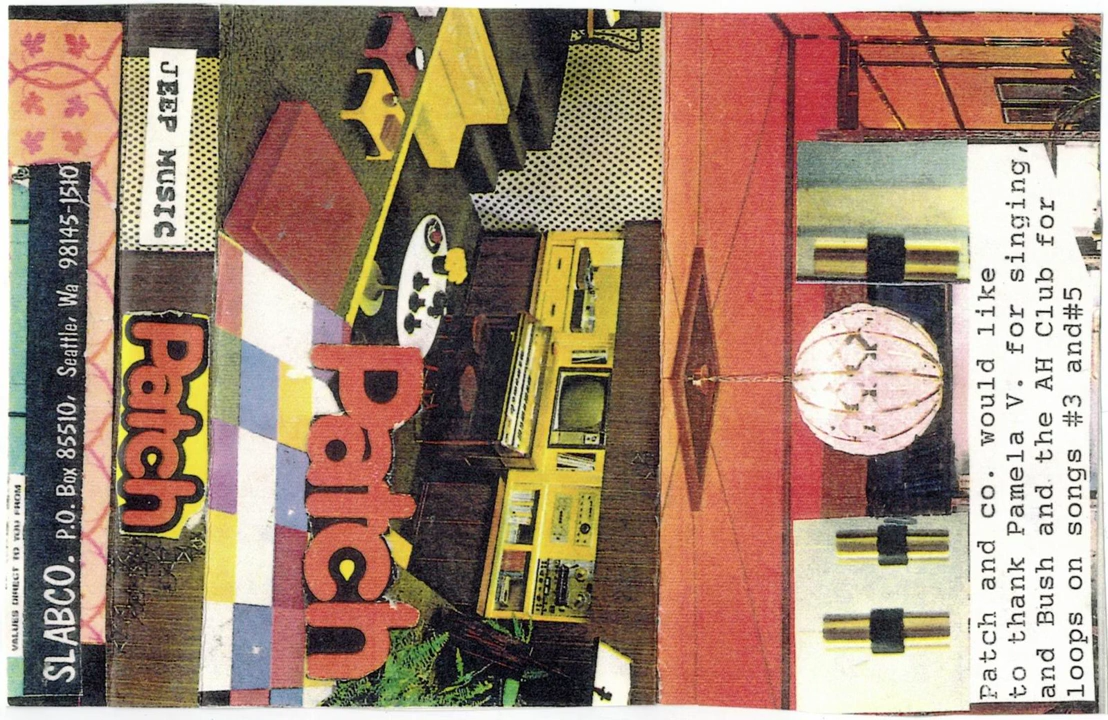 VALUES DIRECT TO YOU FROM
SLABCO. P.O. Box 85510, Seattle, Wa 98145-1510
JEEP MUSIC
Patch
Patch
Patch and co. would like
to thank Pamela V. for singing,
and Bush and the AH Club for
loops on songs #3 and#5